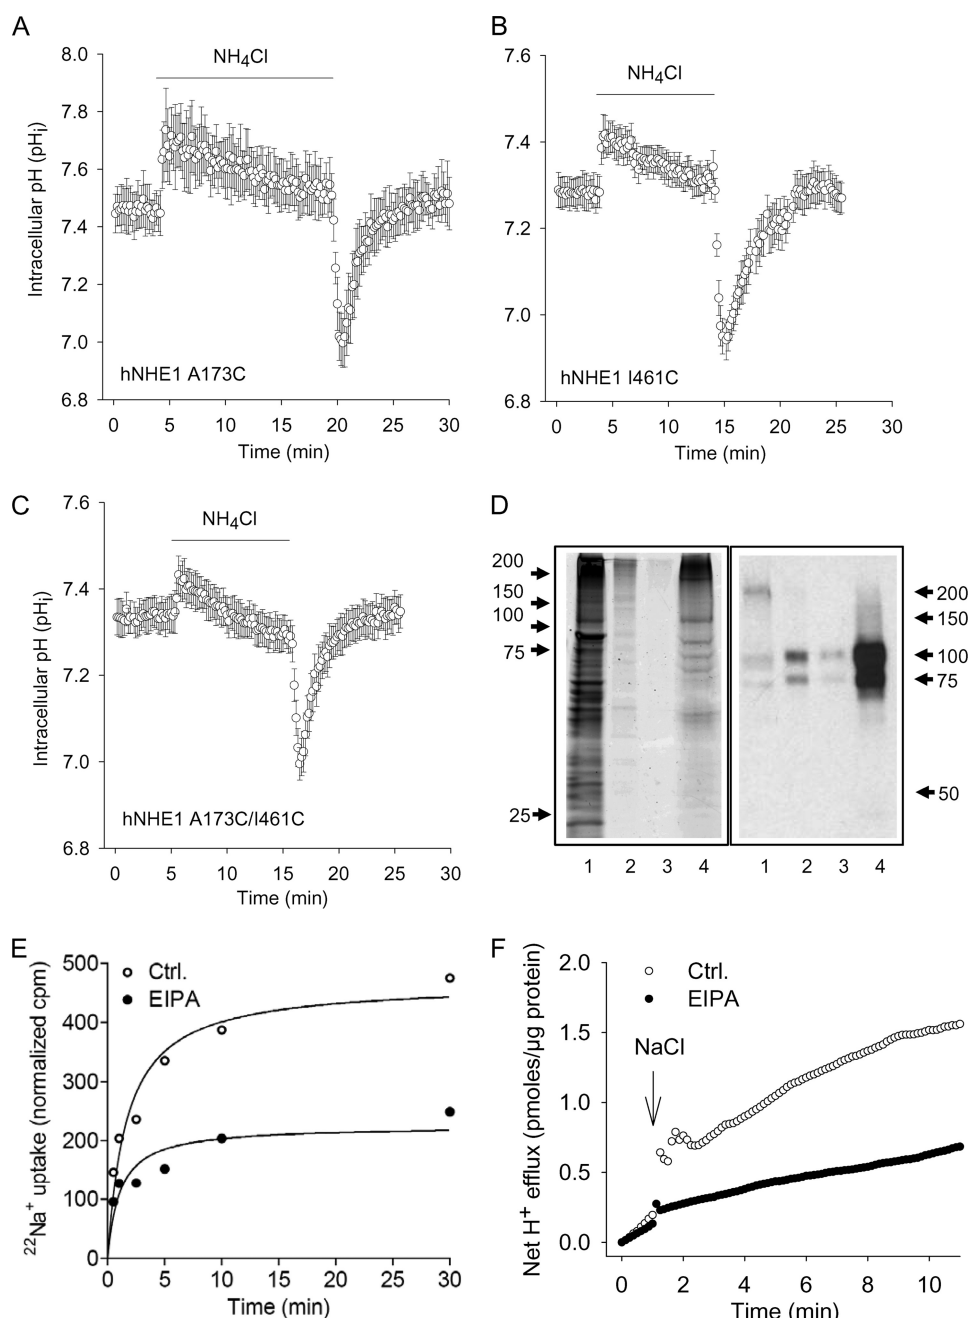 A
8.0
7.8
7.6
7.4
7.2
7.0
6.8
Intracellular pH (pHi)
NH4Cl
hNHE1 A173C
0 5 10 15 20 25 30
Time (min)
B
7.6
7.4
7.2
7.0
6.8
NH4Cl
hNHE1 I461C
0 5 10 15 20 25 30
Time (min)
C
7.6
7.4
7.2
7.0
6.8
Intracellular pH (pHi)
NH4Cl
hNHE1 A173C/I461C
0 5 10 15 20 25 30
Time (min)
D
200
150
100
75
25
1 2 3 4
200
150
100
75
50
1 2 3 4
E
500
400
300
200
100
0
22Na+ uptake (normalized cpm)
Ctrl.
EIPA
0 5 10 15 20 25 30
Time (min)
F
2.0
1.5
1.0
0.5
0.0
Net H+ efflux (pmoles/µg protein)
Ctrl.
EIPA
NaCl
0 2 4 6 8 10
Time (min)